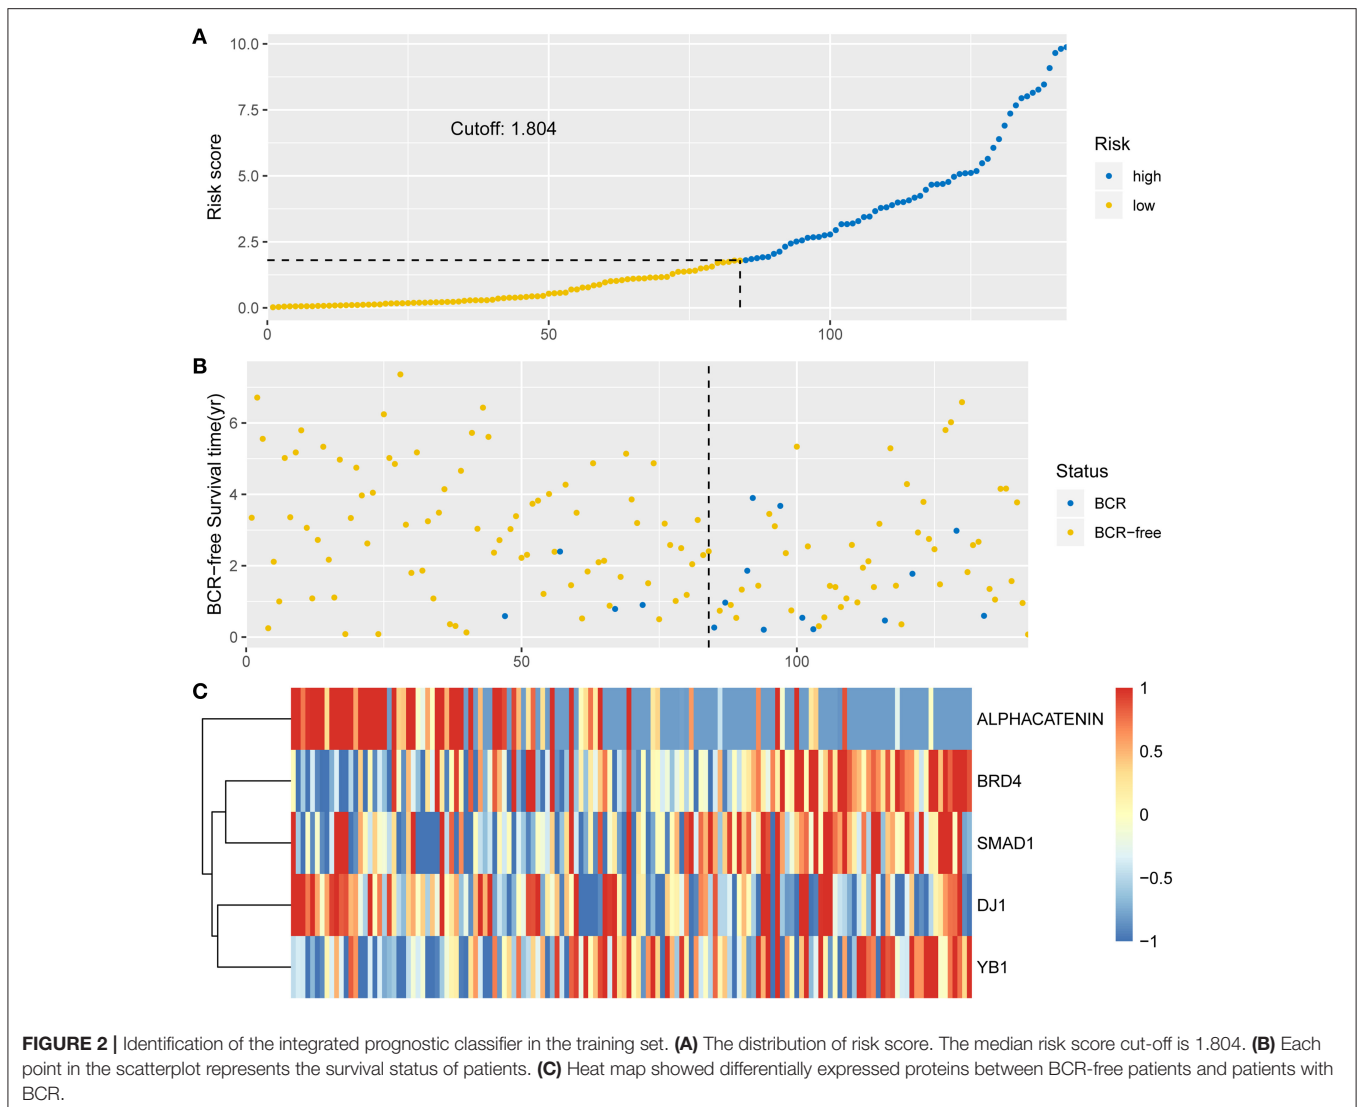 A
10.0
7.5
5.0
2.5
0.0
Risk score
Cutoff: 1.804
0
50
100
Risk
high
low
B
6
4
2
0
BCR-free Survival time(yr)
0
50
100
Status
BCR
BCR-free
C
ALPHACATENIN
BRD4
SMAD1
DJ1
YB1
1
0.5
0
-0.5
-1
FIGURE 2 | Identification of the integrated prognostic classifier in the training set. (A) The distribution of risk score. The median risk score cut-off is 1.804. (B) Each
point in the scatterplot represents the survival status of patients. (C) Heat map showed differentially expressed proteins between BCR-free patients and patients with
BCR.